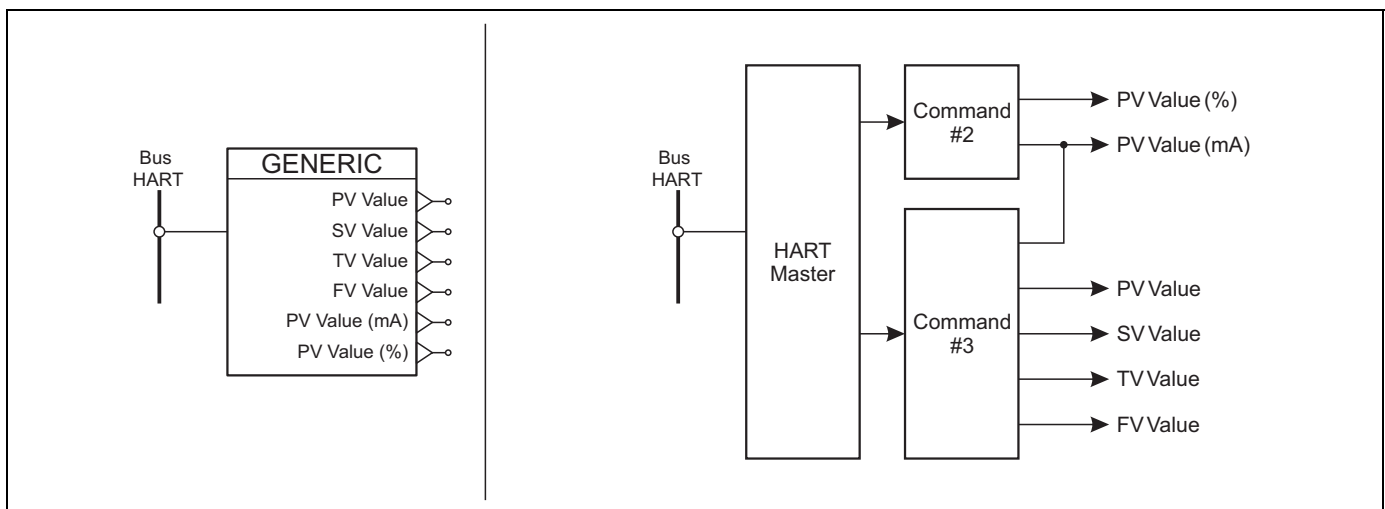 Bus
HART
GENERIC
PV Value
SV Value
TV Value
FV Value
PV Value (mA)
PV Value (%)
Bus
HART
HART
Master
Command
#2
PV Value (%)
PV Value (mA)
Command
#3
PV Value
SV Value
TV Value
FV Value